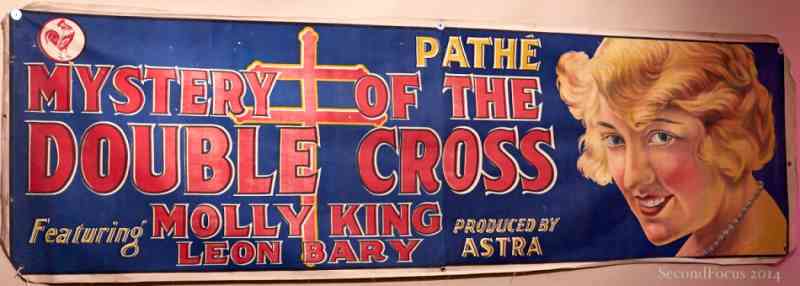 PATHÉ
MYSTERY OF THE
DOUBLE CROSS
Featuring MOLLY KING
LEON BARY
PRODUCED BY
ASTRA
SecondFocus 2014